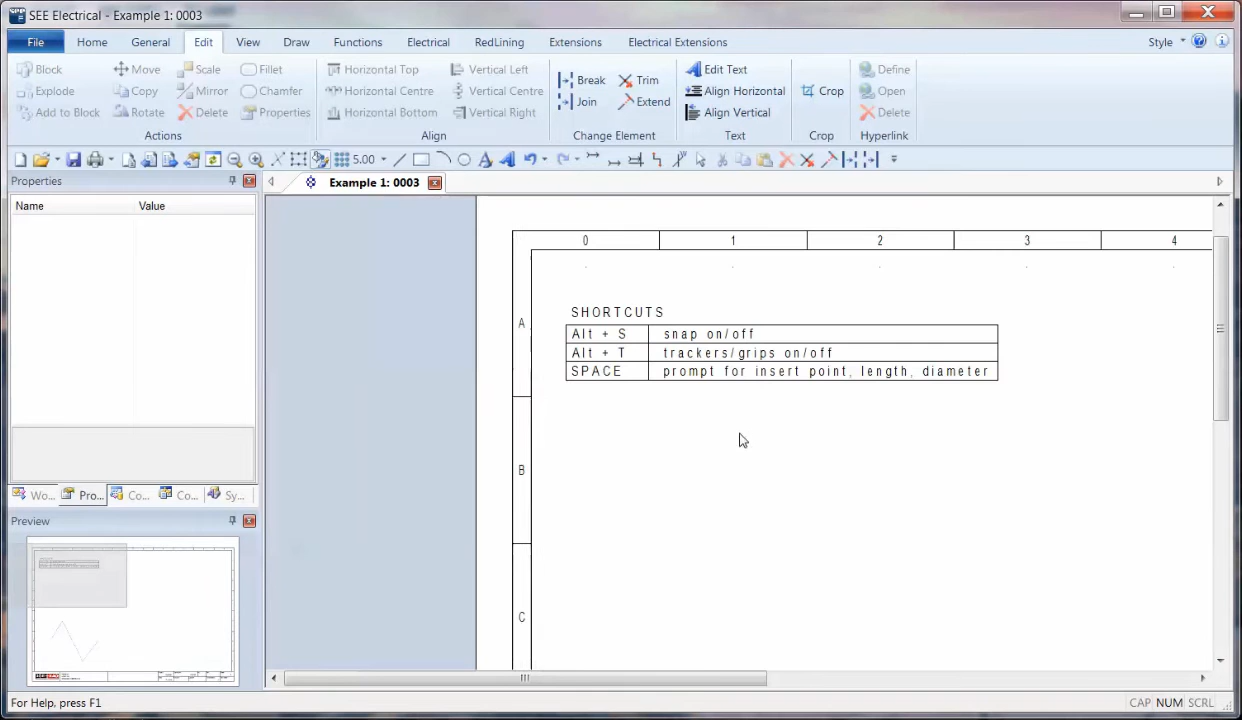 SEE Electrical - Example 1: 0003
File Home General Edit View Draw Functions Electrical RedLining Extensions Electrical Extensions Style
Block Move Scale Fillet Horizontal Top Vertical Left Break Trim Edit Text Crop Define
Explode Copy Mirror Chamfer Horizontal Centre Vertical Centre Join Extend Align Horizontal Open
Add to Block Rotate Delete Properties Horizontal Bottom Vertical Right Align Vertical Delete
Actions Align Change Element Text Crop Hyperlink
5.00
Properties
Example 1: 0003
Name Value
0 1 2 3 4
A
SHORTCUTS
Alt + S snap on/off
Alt + T trackers/grips on/off
SPACE prompt for insert point, length, diameter
B
Wo... Pro... Co... Co... Sy...
Preview
C
For Help, press F1
CAP NUM SCRL